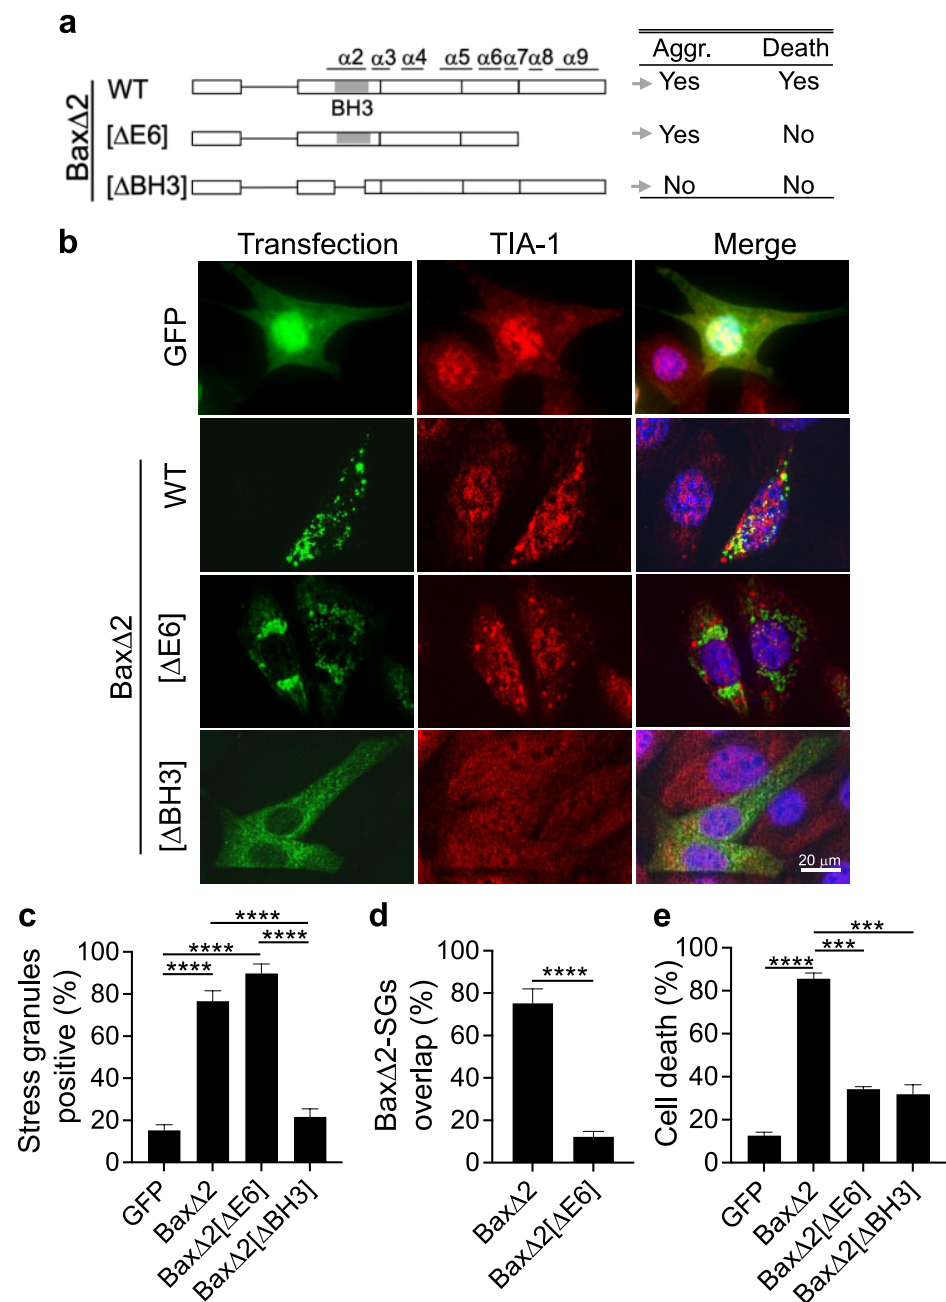 a
α2 α3 α4 α5 α6 α7 α8 α9
Aggr. Death
BaxΔ2
WT
BH3
Yes Yes
[ΔE6]
Yes No
[ΔBH3]
No No
b
Transfection TIA-1 Merge
GFP
BaxΔ2
WT
[ΔE6]
[ΔBH3]
20 μm
c
Stress granules
positive (%)
100
80
60
40
20
0
****
****
****
****
GFP
BaxΔ2
BaxΔ2[ΔE6]
BaxΔ2[ΔBH3]
d
BaxΔ2-SGs
overlap (%)
100
80
60
40
20
0
****
BaxΔ2
BaxΔ2[ΔE6]
e
Cell death (%)
100
80
60
40
20
0
***
***
****
GFP
BaxΔ2
BaxΔ2[ΔE6]
BaxΔ2[ΔBH3]